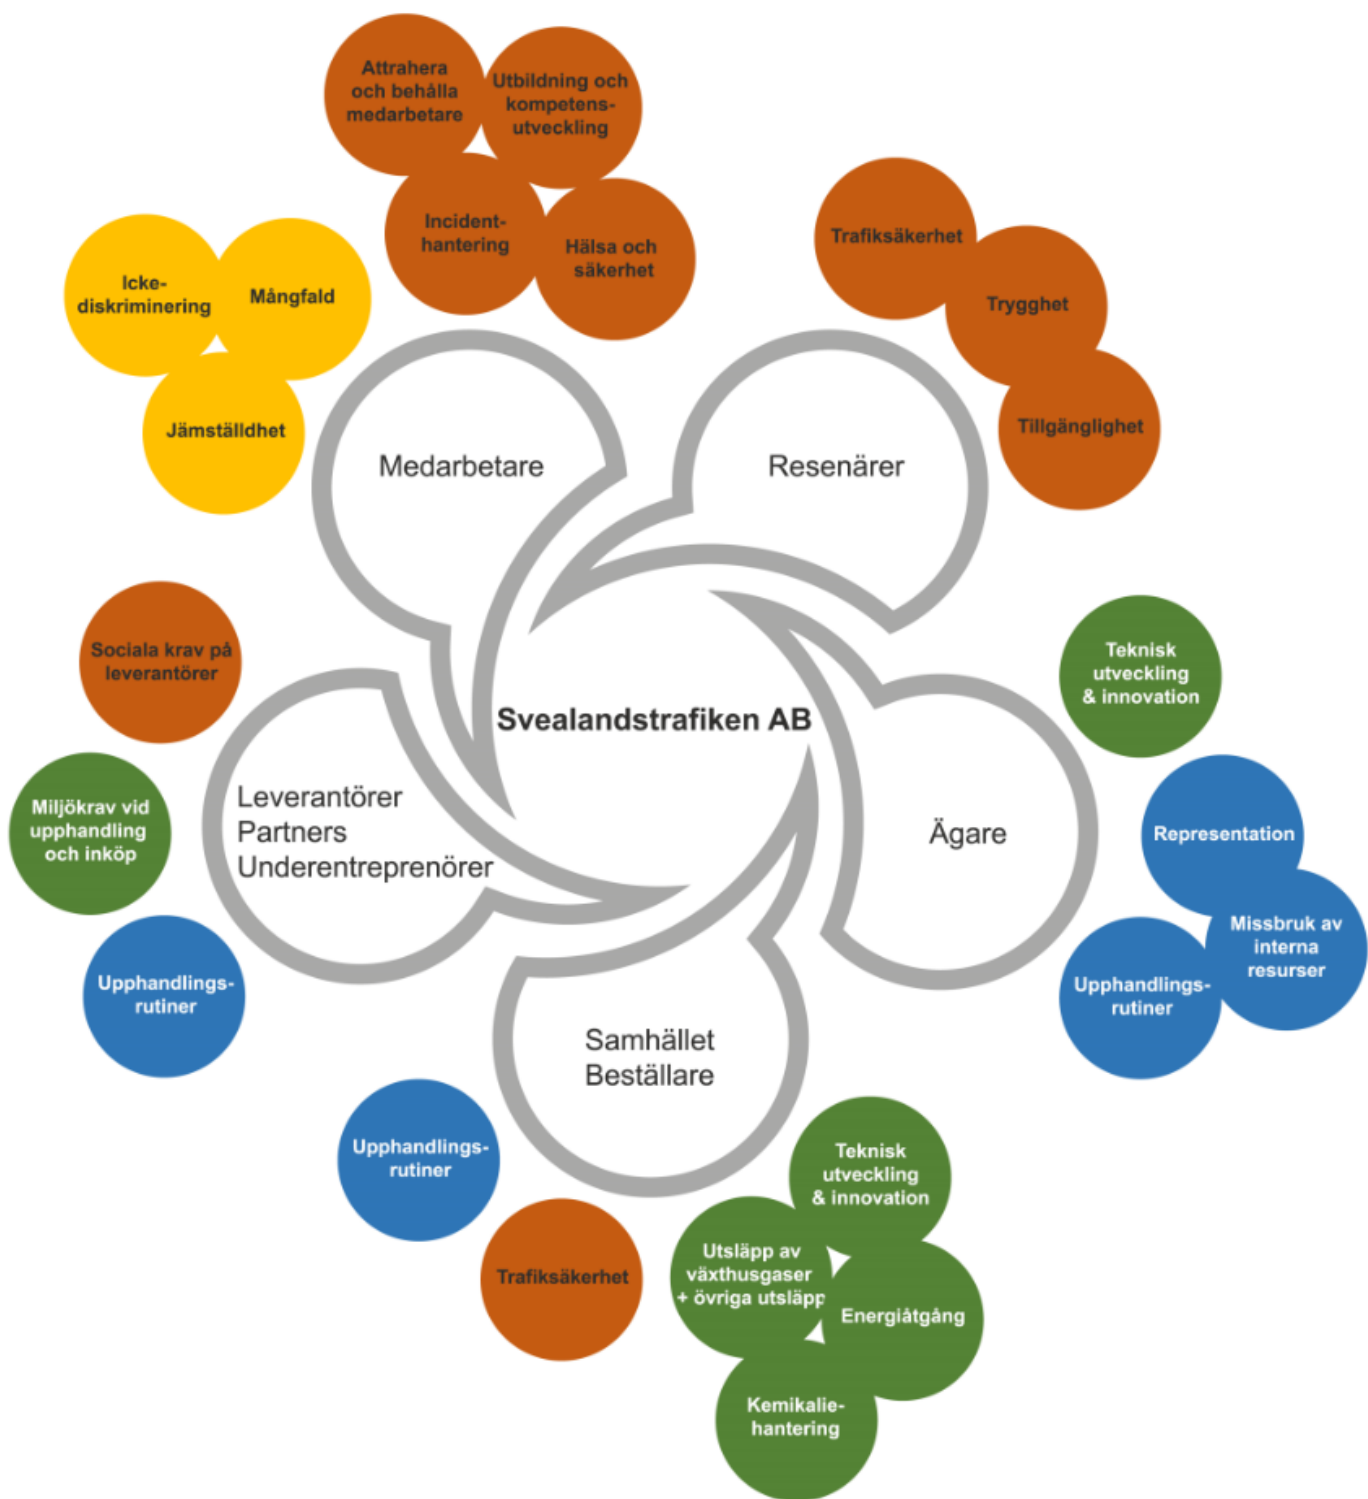 Attrahera
och behålla
medarbetare
Utbildning och
kompetens-
utveckling
Incident-
hantering
Hälsa och
säkerhet
Trafiksäkerhet
Trygghet
Tillgänglighet
Icke-
diskriminering
Mångfald
Jämställdhet
Medarbetare
Resenärer
Sociala krav på
leverantörer
Teknisk
utveckling
& innovation
Svealandstrafiken AB
Miljökrav vid
upphandling
och inköp
Leverantörer
Partners
Underentreprenörer
Ägare
Representation
Missbruk av
interna
resurser
Upphandlings-
rutiner
Upphandlings-
rutiner
Samhället
Beställare
Upphandlings-
rutiner
Trafiksäkerhet
Teknisk
utveckling
& innovation
Utsläpp av
växthusgaser
+ övriga utsläpp
Energiåtgång
Kemikalie-
hantering